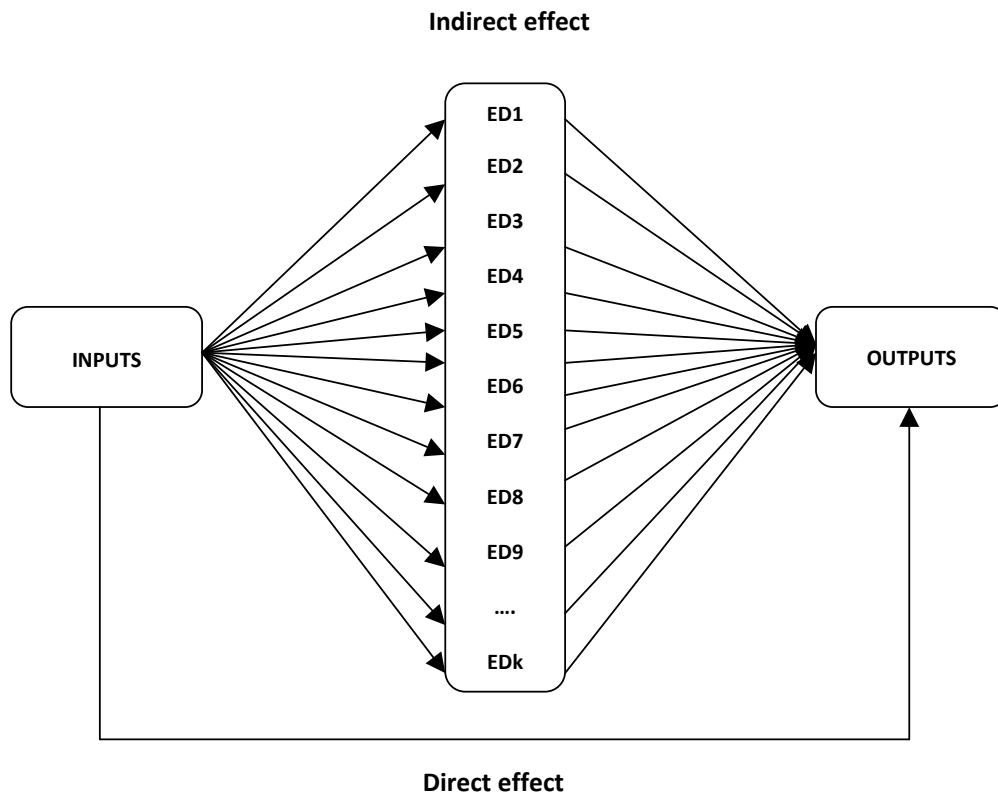 Indirect effect
ED1
ED2
ED3
ED4
INPUTS
ED5
OUTPUTS
ED6
ED7
ED8
ED9
....
EDk
Direct effect